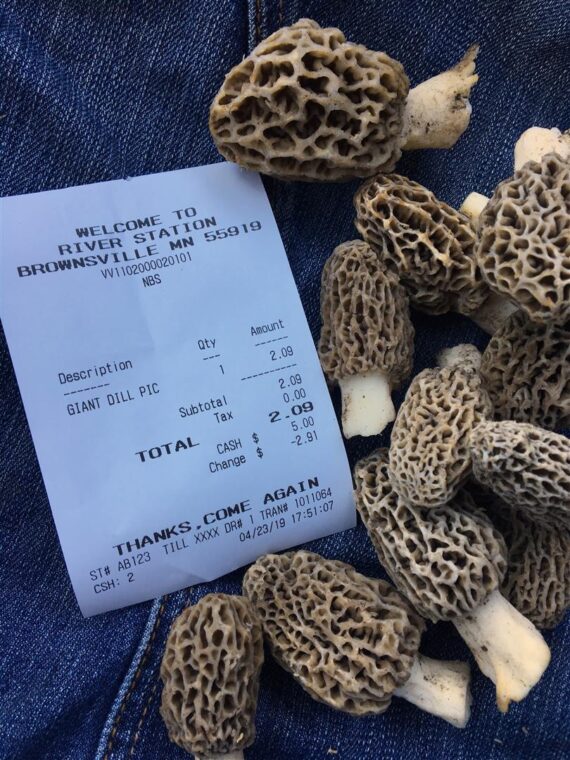 WELCOME TO
RIVER STATION
BROWNSVILLE MN 55919
VV1102000020101
NBS
Description Qty Amount
------- --- ------
GIANT DILL PIC 1 2.09
----------
Subtotal 2.09
Tax 0.00
TOTAL 2.09
CASH $ 5.00
Change $ -2.91
THANKS,COME AGAIN
ST# AB123 TILL XXXX DR# 1 TRAN# 1011064
CSH: 2 04/23/19 17:51:07